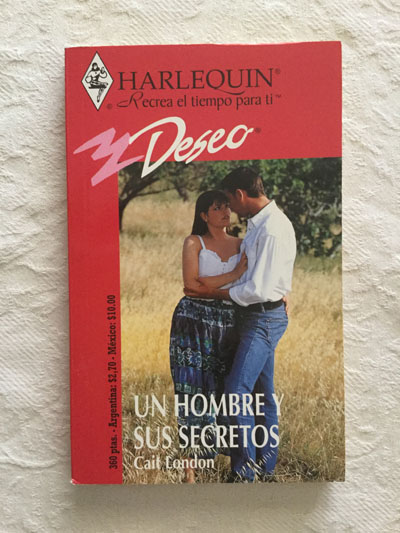 HARLEQUIN®
® Recrea el tiempo para ti™
Deseo®
360 ptas. - Argentina: $2,70 - México: $10.00
UN HOMBRE Y
SUS SECRETOS
Cait London